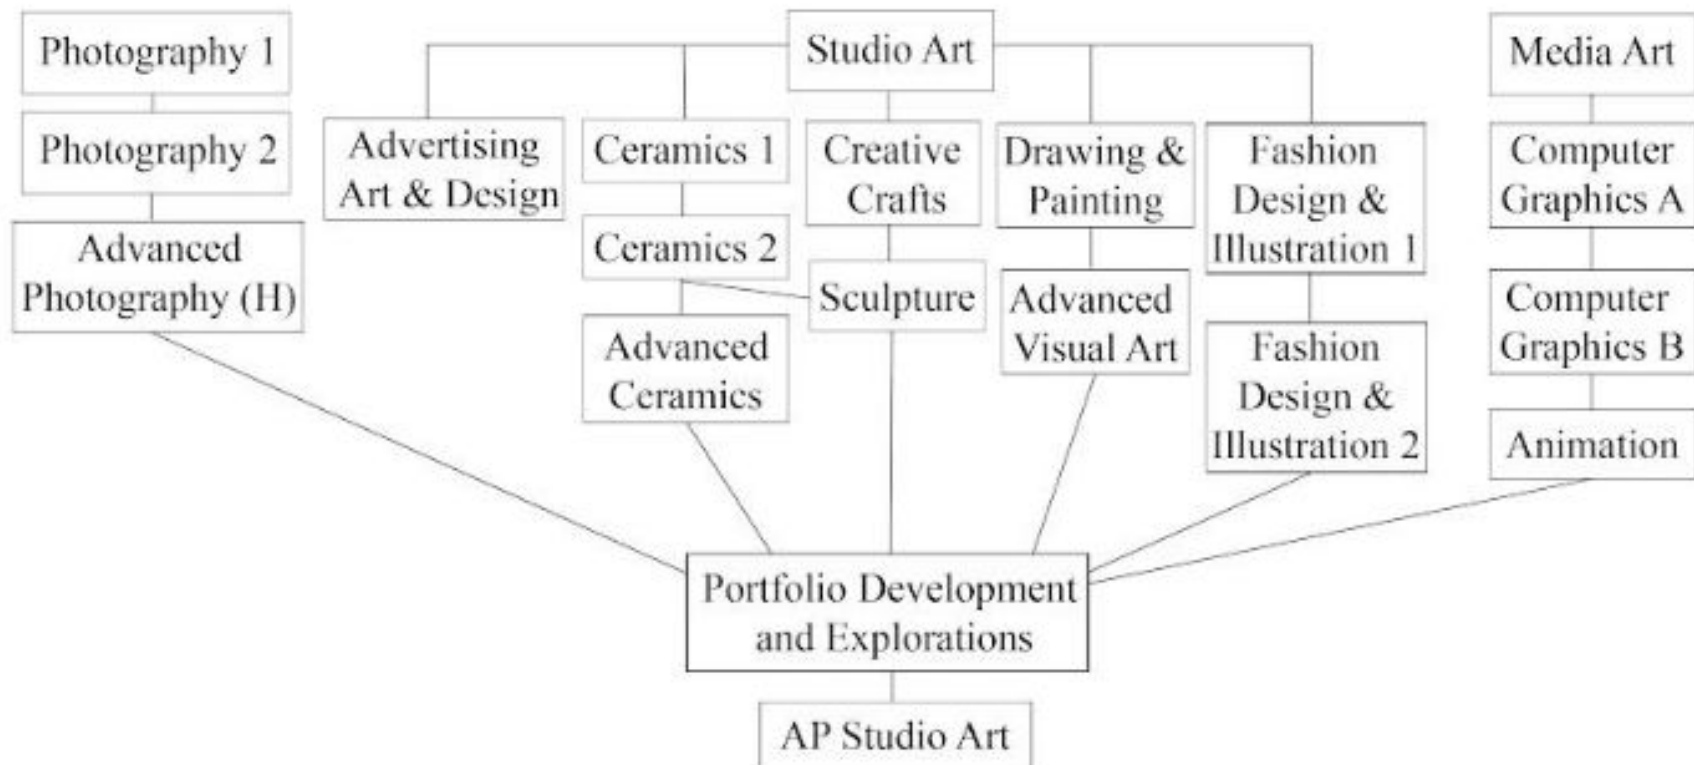 Photography 1
Photography 2
Advanced
Photography (H)
Studio Art
Advertising
Art & Design
Ceramics 1
Ceramics 2
Advanced
Ceramics
Creative
Crafts
Sculpture
Drawing &
Painting
Advanced
Visual Art
Fashion
Design &
Illustration 1
Fashion
Design &
Illustration 2
Media Art
Computer
Graphics A
Computer
Graphics B
Animation
Portfolio Development
and Explorations
AP Studio Art